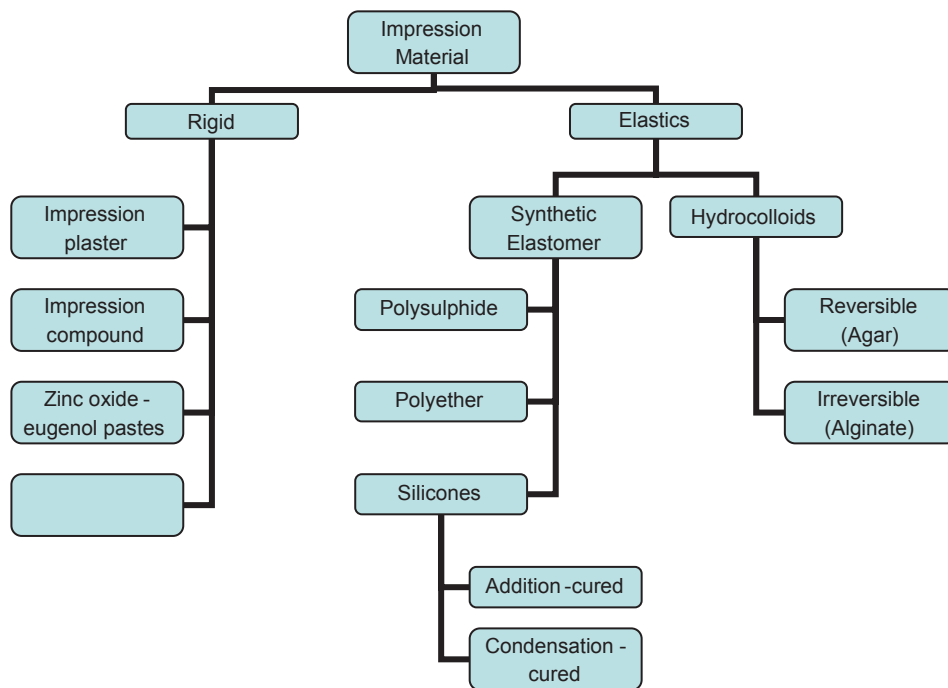 Impression
Material
Rigid
Elastics
Impression
plaster
Impression
compound
Zinc oxide -
eugenol pastes
Synthetic
Elastomer
Hydrocolloids
Polysulphide
Polyether
Silicones
Addition -cured
Condensation -
cured
Reversible
(Agar)
Irreversible
(Alginate)